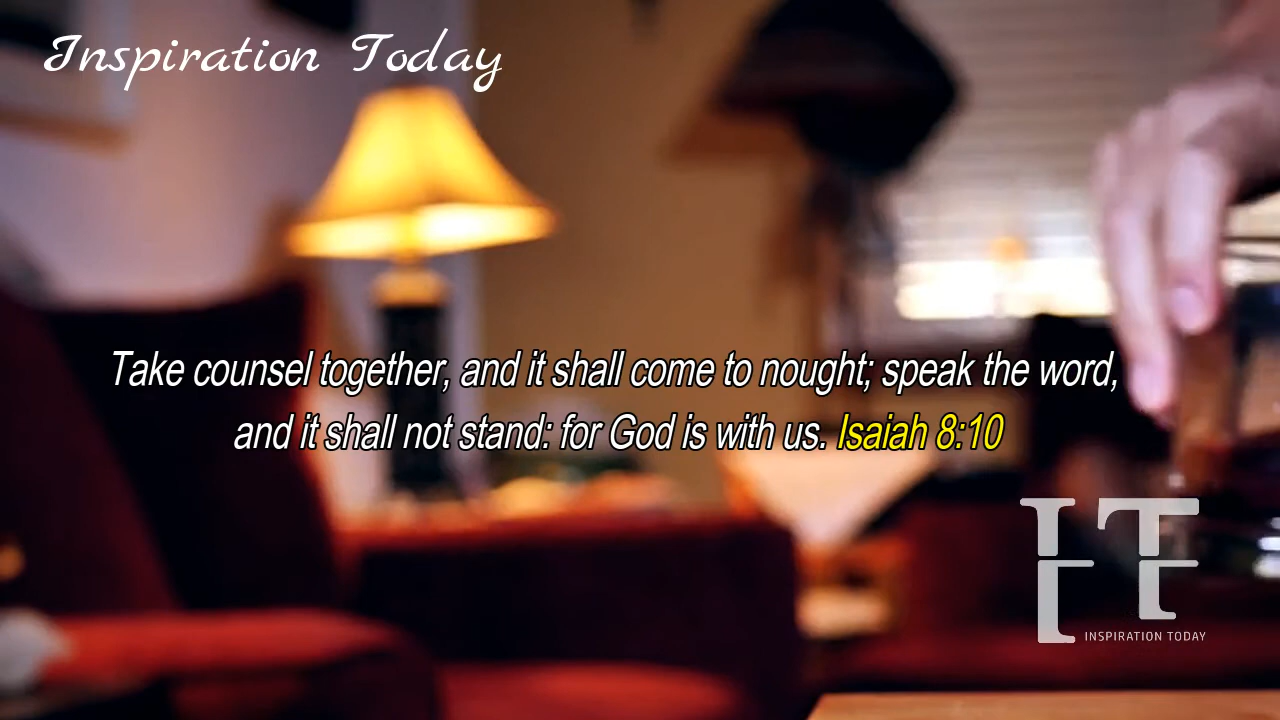 Inspiration Today
Take counsel together, and it shall come to nought; speak the word,
and it shall not stand: for God is with us. Isaiah 8:10
IT
INSPIRATION TODAY